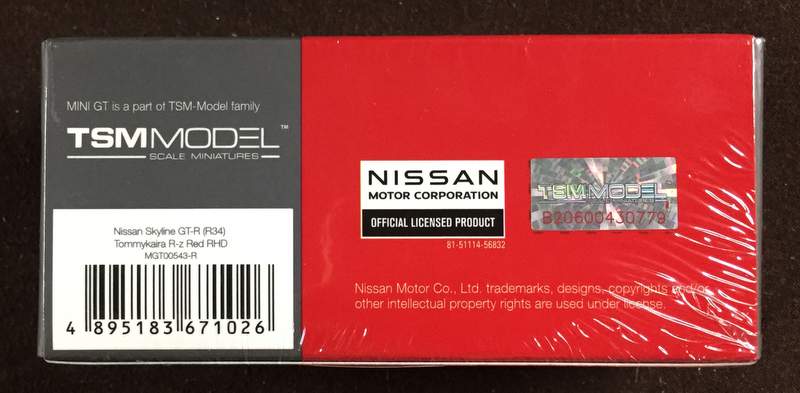 MINI GT is a part of TSM-Model family
TSMMODEL™
SCALE MINIATURES
Nissan Skyline GT-R (R34)
Tommykaira R-z Red RHD
MGT00543-R
4 895183 671026
NISSAN
MOTOR CORPORATION
OFFICIAL LICENSED PRODUCT
81-51114-56832
TSMMODEL
B20600430779
Nissan Motor Co., Ltd. trademarks, designs, copyrights and/or
other intellectual property rights are used under license.